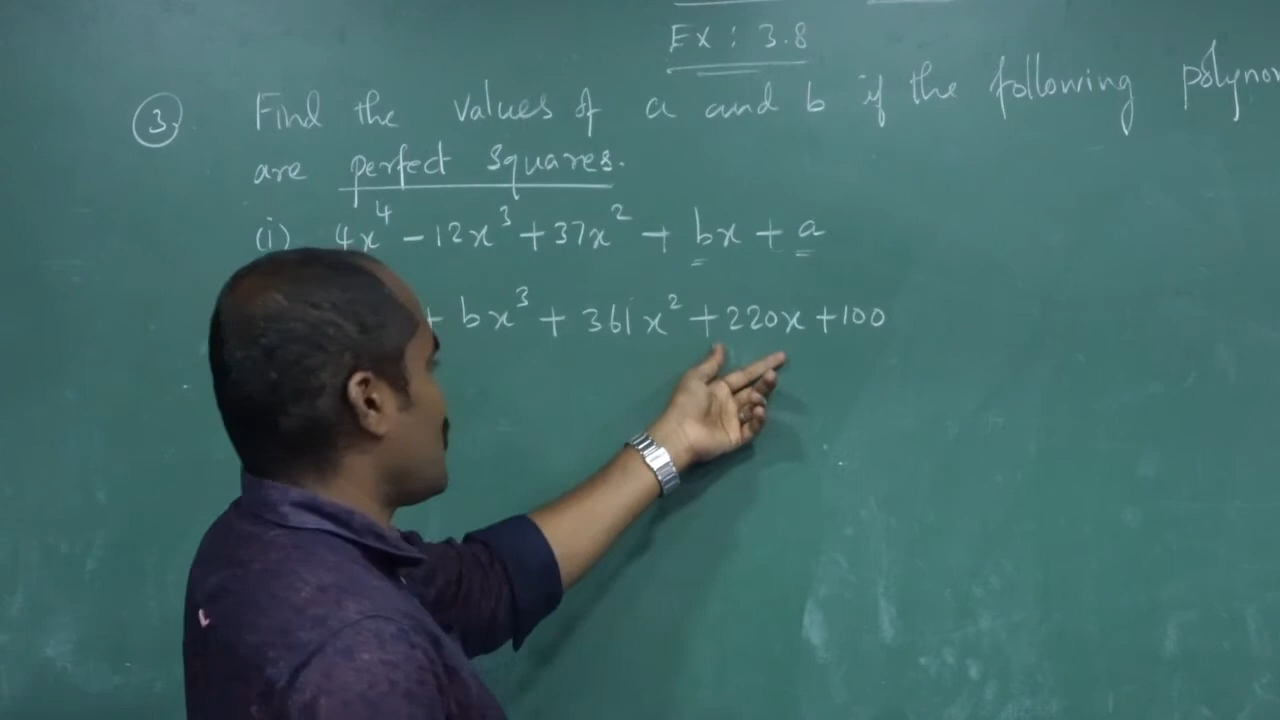 Ex : 3.8
3) Find the values of a and b if the following polynom
are perfect squares.
(i) 4x⁴ - 12x³ + 37x² + bx + a
+ bx³ + 361x² + 220x + 100